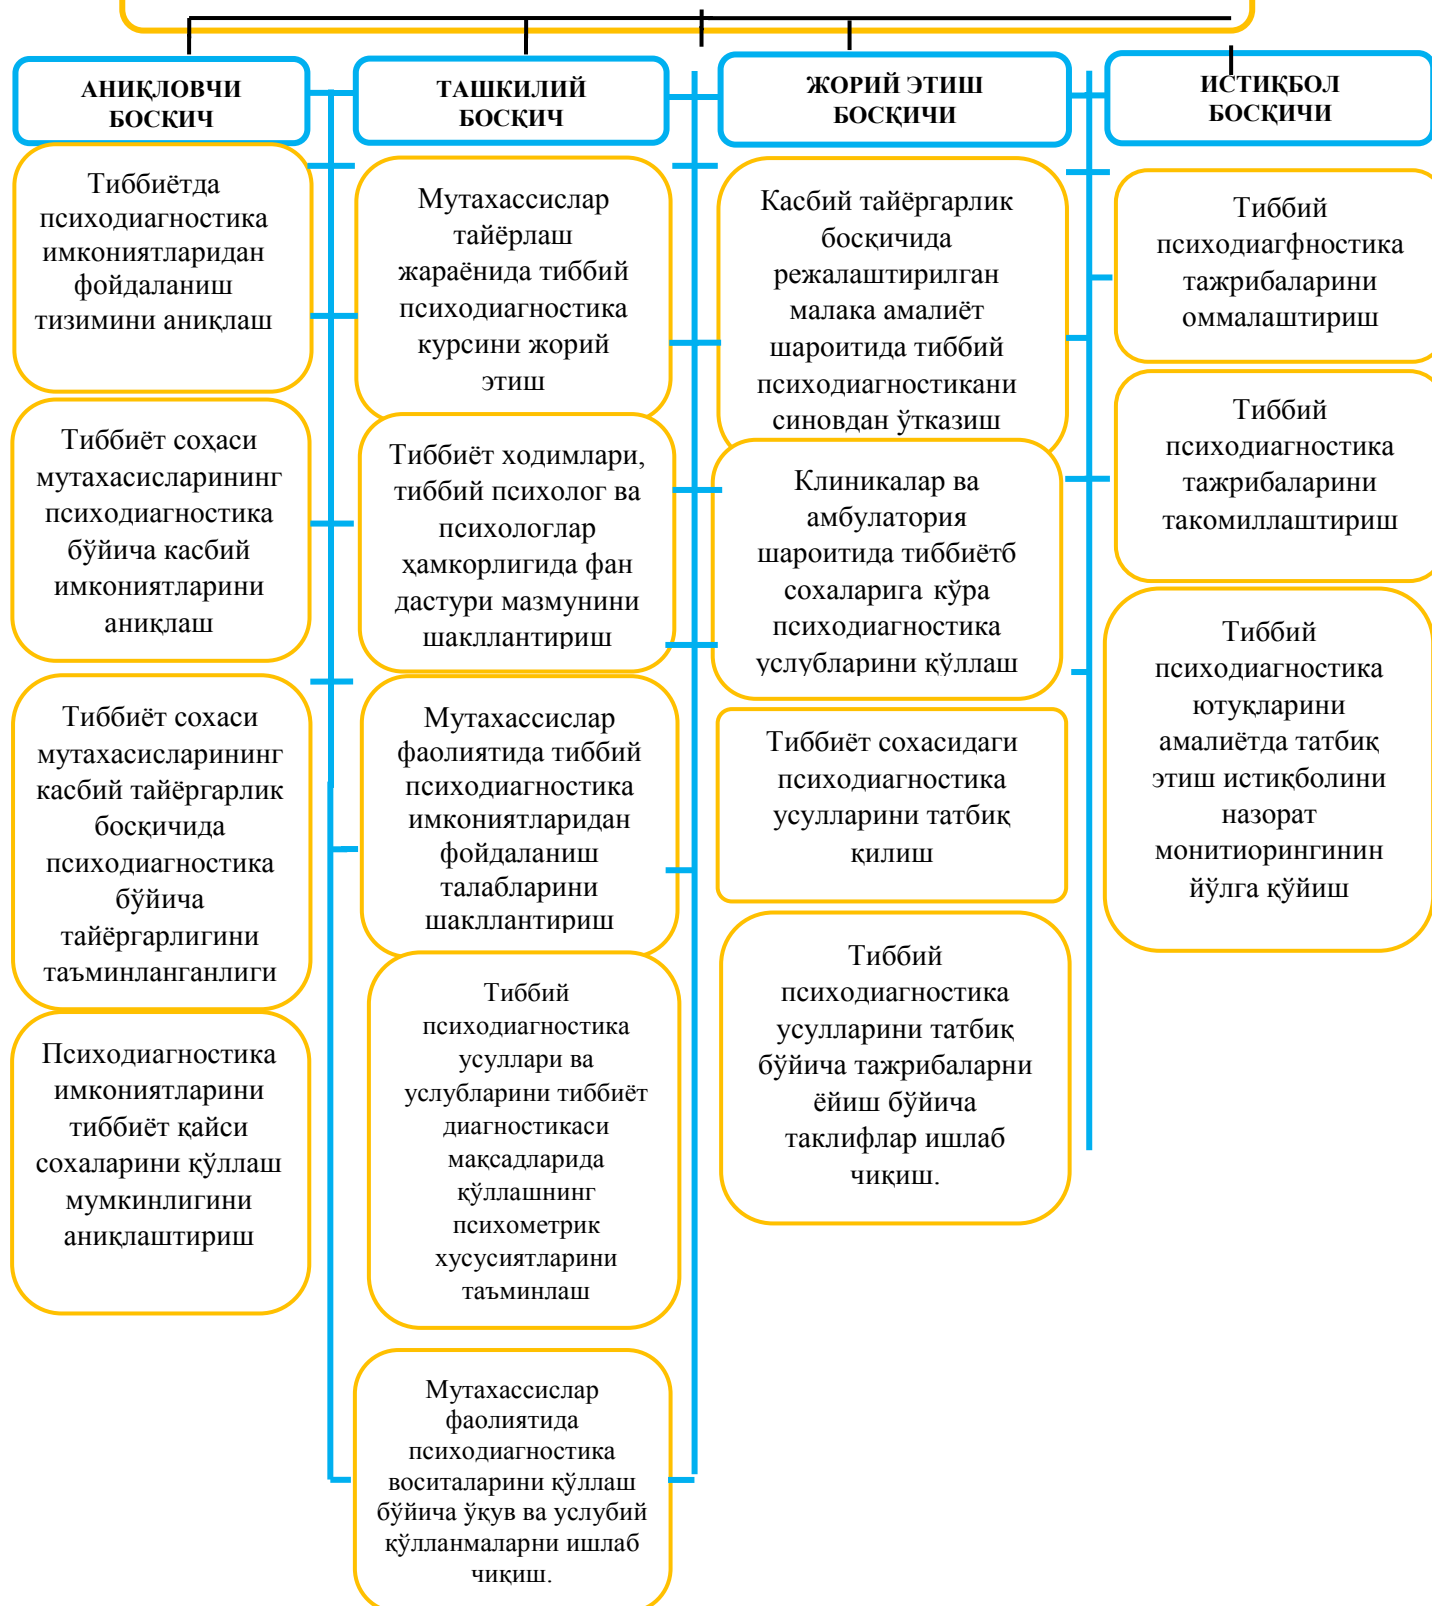 АНИҚЛОВЧИ
БОСҚИЧ
Тиббиётда
психодиагностика
имкониятларидан
фойдаланиш
тизимини аниқлаш
Тиббиёт соҳаси
мутахасисларининг
психодиагностика
бўйича касбий
имкониятларини
аниқлаш
Тиббиёт сохаси
мутахасисларининг
касбий тайёргарлик
босқичида
психодиагностика
бўйича
тайёргарлигини
таъминланганлиги
Психодиагностика
имкониятларини
тиббиёт қайси
сохаларини қўллаш
мумкинлигини
аниқлаштириш
ТАШКИЛИЙ
БОСҚИЧ
Мутахассислар
тайёрлаш
жараёнида тиббий
психодиагностика
курсини жорий
этиш
Тиббиёт ходимлари,
тиббий психолог ва
психологлар
ҳамкорлигида фан
дастури мазмунини
шакллантириш
Мутахассислар
фаолиятида тиббий
психодиагностика
имкониятларидан
фойдаланиш
талабларини
шакллантириш
Тиббий
психодиагностика
усуллари ва
услубларини тиббиёт
диагностикаси
мақсадларида
қўллашнинг
психометрик
хусусиятларини
таъминлаш
Мутахассислар
фаолиятида
психодиагностика
воситаларини қўллаш
бўйича ўқув ва услубий
қўлланмаларни ишлаб
чиқиш.
ЖОРИЙ ЭТИШ
БОСҚИЧИ
Касбий тайёргарлик
босқичида
режалаштирилган
малака амалиёт
шароитида тиббий
психодиагностикани
синовдан ўтказиш
Клиникалар ва
амбулатория
шароитида тиббиётб
сохаларига кўра
психодиагностика
услубларини қўллаш
Тиббиёт сохасидаги
психодиагностика
усулларини татбиқ
қилиш
Тиббий
психодиагностика
усулларини татбиқ
бўйича тажрибаларни
ёйиш бўйича
таклифлар ишлаб
чиқиш.
ИСТИҚБОЛ
БОСҚИЧИ
Тиббий
психодиагфностика
тажрибаларини
оммалаштириш
Тиббий
психодиагностика
тажрибаларини
такомиллаштириш
Тиббий
психодиагностика
ютуқларини
амалиётда татбиқ
этиш истиқболини
назорат
монитиорингинин
йўлга қўйиш